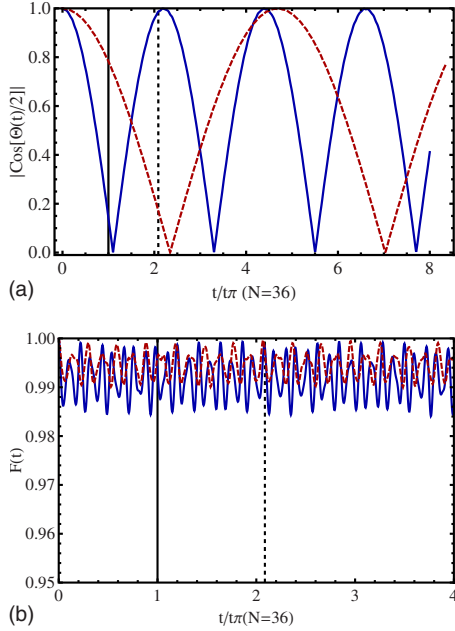 1.0
0.8
0.6
0.4
0.2
0.0
|Cos[Θ(t)/2]|
0 2 4 6 8
(a) t/tπ (N=36)
1.00
0.99
0.98
0.97
0.96
0.95
F(t)
0 1 2 3 4
(b) t/tπ(N=36)